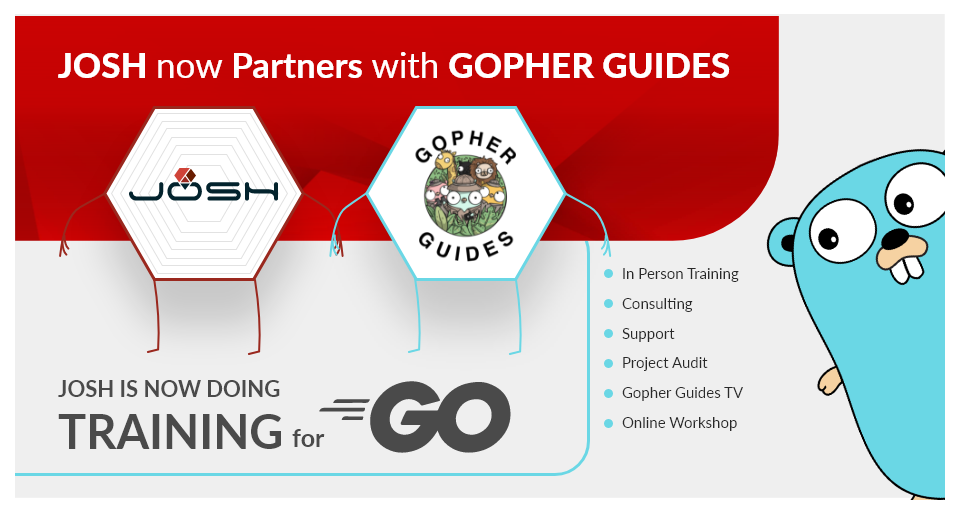 JOSH now Partners with GOPHER GUIDES
JOSH
GOPHER
GUIDES
In Person Training
Consulting
Support
Project Audit
Gopher Guides TV
Online Workshop
JOSH IS NOW DOING
TRAINING for GO